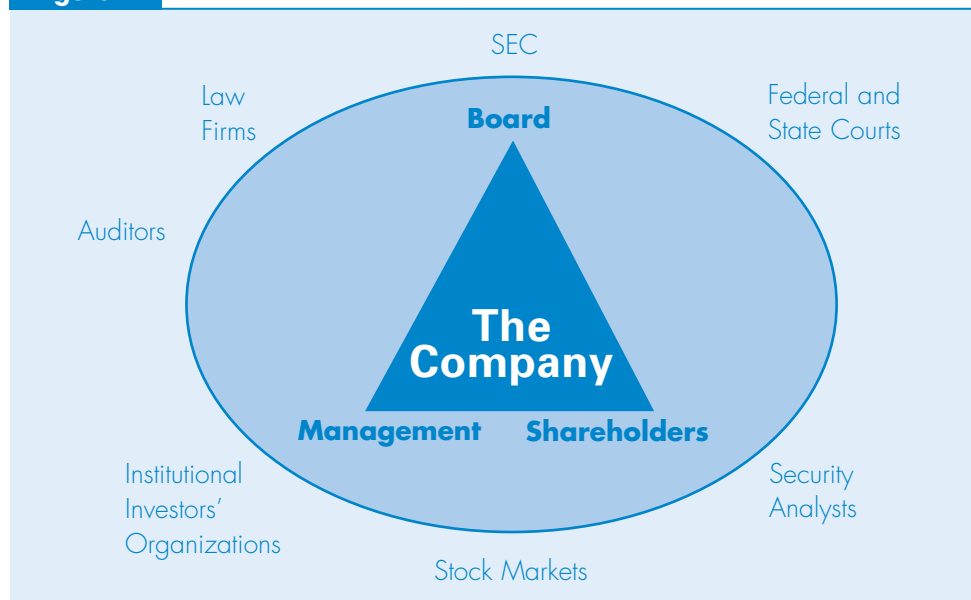 SEC
Law
Firms
Federal and
State Courts
Board
Auditors
The
Company
Management
Shareholders
Institutional
Investors’
Organizations
Security
Analysts
Stock Markets